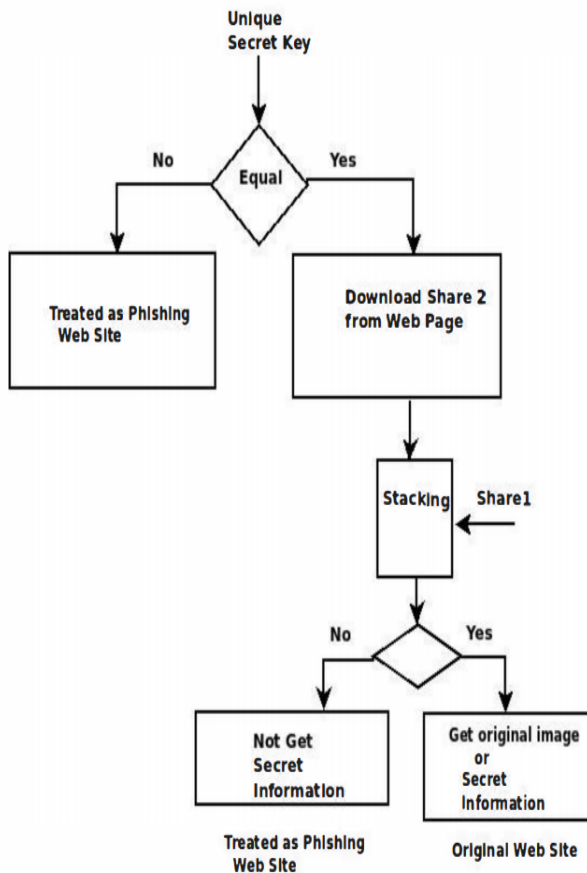 Unique
Secret Key
No
Equal
Yes
Treated as Phishing
Web Site
Download Share 2
from Web Page
Stacking
Share1
No
Yes
Not Get
Secret
Information
Get original image
or
Secret
Information
Treated as Phishing
Web Site
Original Web Site